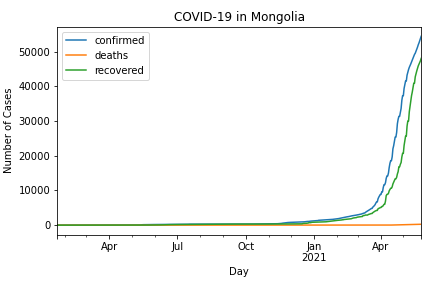 COVID-19 in Mongolia
confirmed
deaths
recovered
Number of Cases
50000
40000
30000
20000
10000
0
Apr
Jul
Oct
Jan
2021
Apr
Day